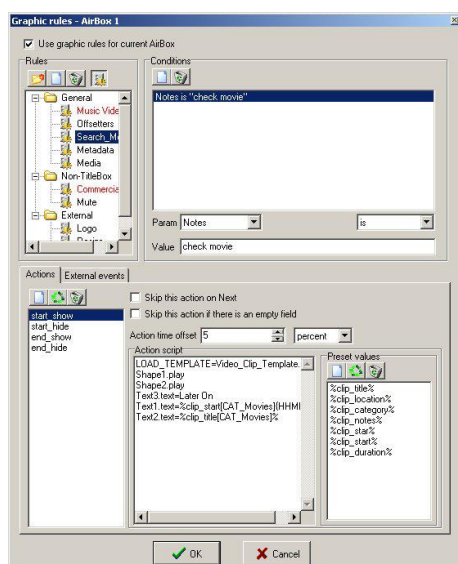 Graphic rules - AirBox 1
Use graphic rules for current AirBox
Rules
General
Music Vide
Offsetters
Search_M
Metadata
Media
Non-TitleBox
Commercia
Mute
External
Logo
Conditions
Notes is "check movie"
Param Notes is
Value check movie
Actions External events
start_show
start_hide
end_show
end_hide
Skip this action on Next
Skip this action if there is an empty field
Action time offset 5 percent
Action script
LOAD_TEMPLATE=Video_Clip_Template.
Shape1.play
Shape2.play
Text3.text=Later On
Text1.text=%clip_start[CAT_Movies](HHMI
Text2.text=%clip_title[CAT_Movies]%
Preset values
%clip_title%
%clip_location%
%clip_category%
%clip_notes%
%clip_star%
%clip_start%
%clip_duration%
OK Cancel